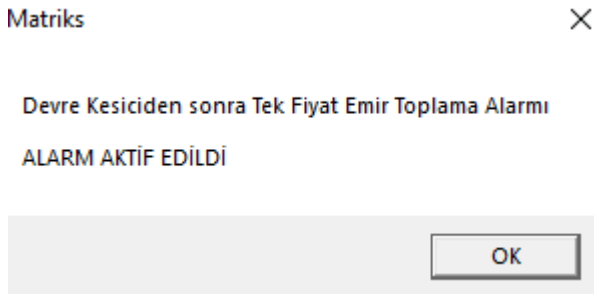 Matriks
Devre Kesiciden sonra Tek Fiyat Emir Toplama Alarmı
ALARM AKTİF EDİLDİ
OK